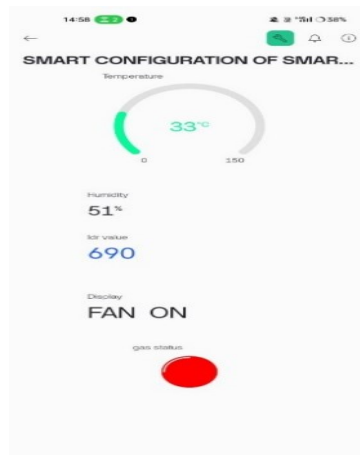 14:58
58%
SMART CONFIGURATION OF SMAR...
Temperature
33°C
0 150
Humidity
51%
ldr value
690
Display
FAN ON
gas status